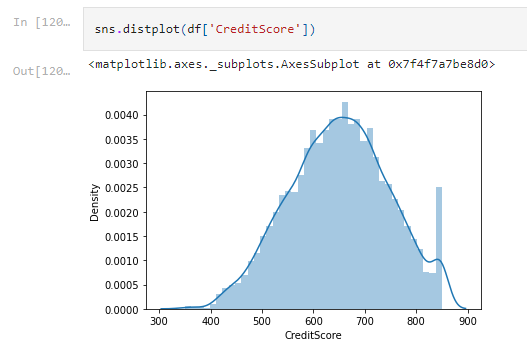 In [120…
sns.distplot(df['CreditScore'])
Out[120…
<matplotlib.axes._subplots.AxesSubplot at 0x7f4f7a7be8d0>
0.0040
0.0035
0.0030
0.0025
0.0020
0.0015
0.0010
0.0005
0.0000
Density
300 400 500 600 700 800 900
CreditScore